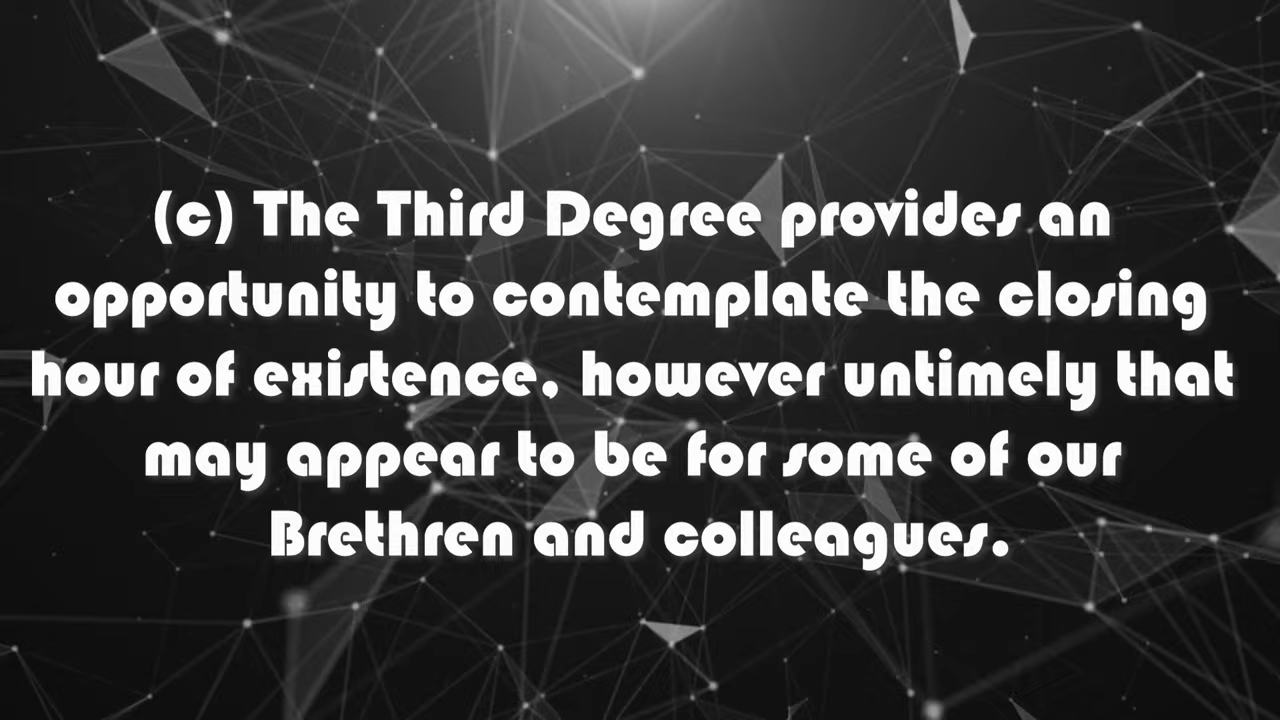 (c) The Third Degree provides an
opportunity to contemplate the closing
hour of existence, however untimely that
may appear to be for some of our
Brethren and colleagues.